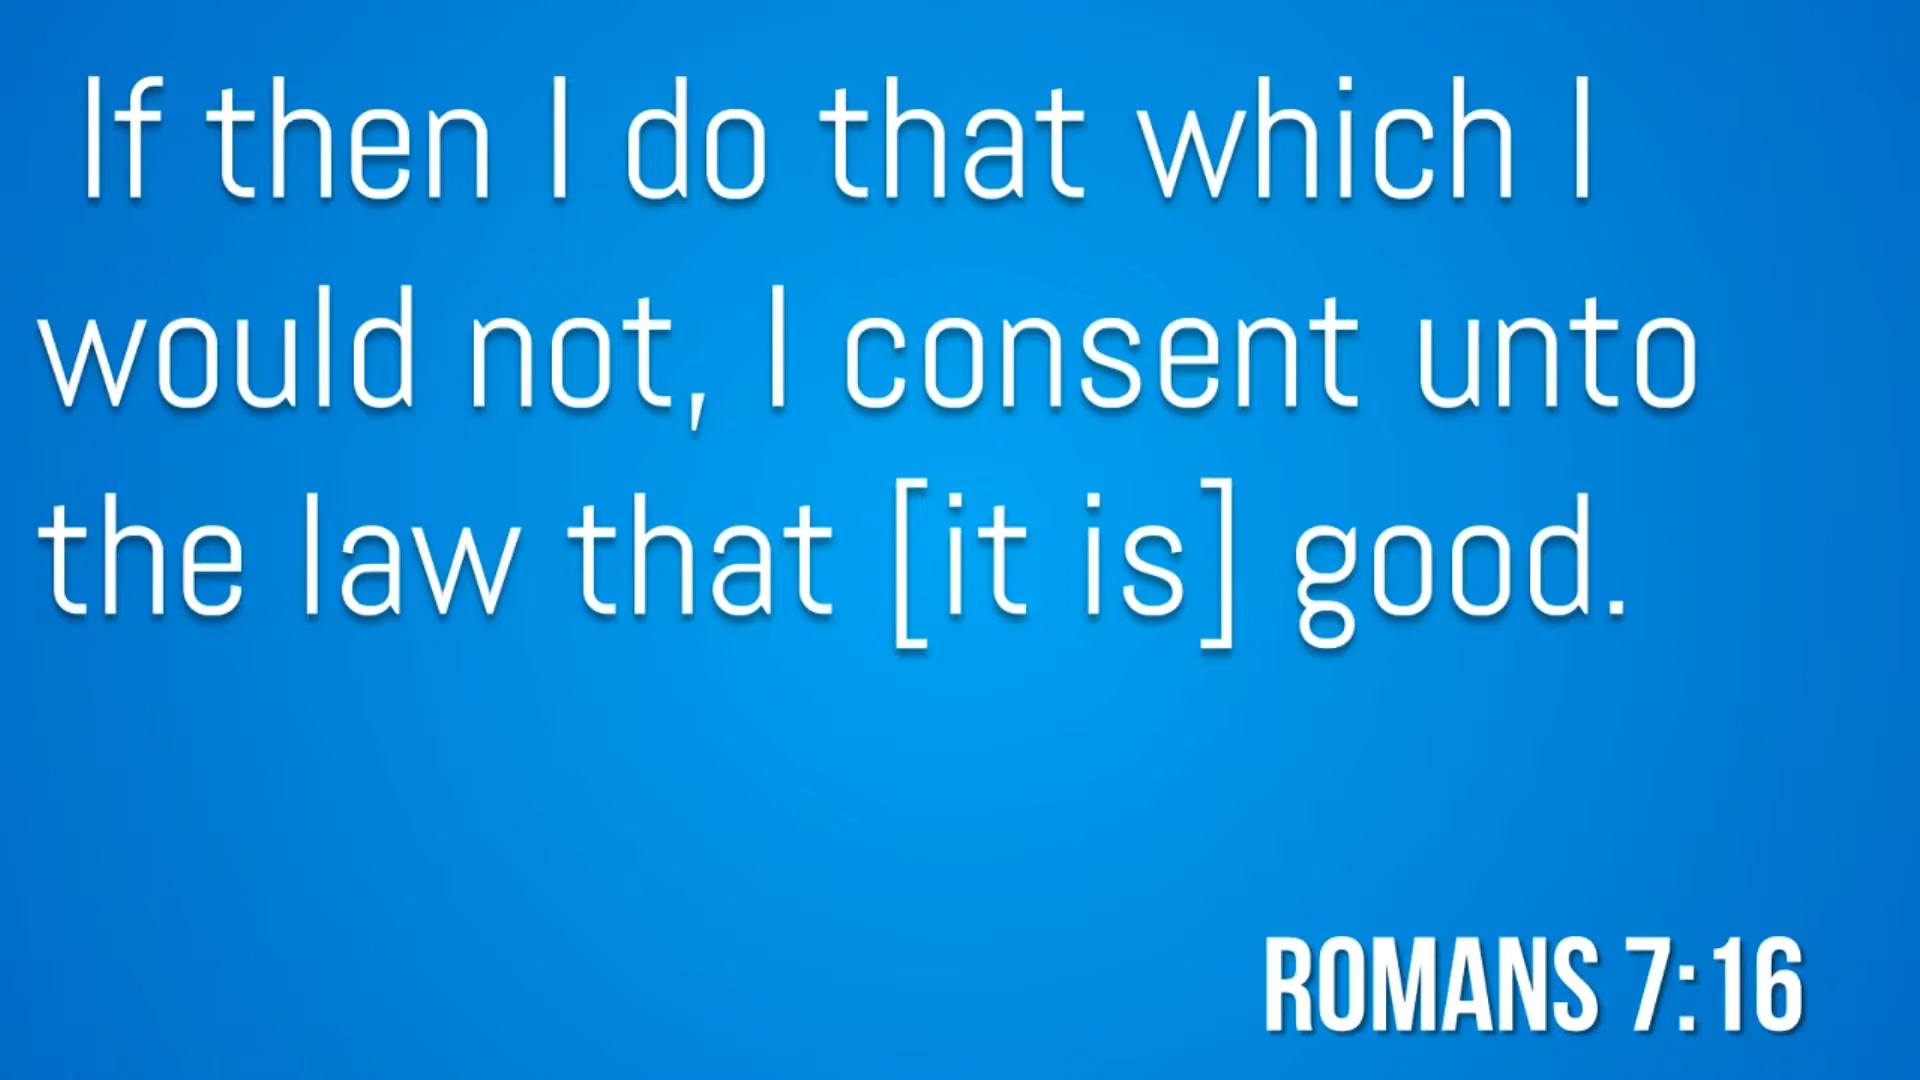 If then I do that which I
would not, I consent unto
the law that [it is] good.
ROMANS 7:16